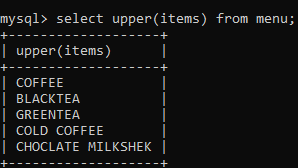 mysql> select upper(items) from menu;
+-------------------+
| upper(items)      |
+-------------------+
| COFFEE            |
| BLACKTEA          |
| GREENTEA          |
| COLD COFFEE       |
| CHOCLATE MILKSHEK |
+-------------------+